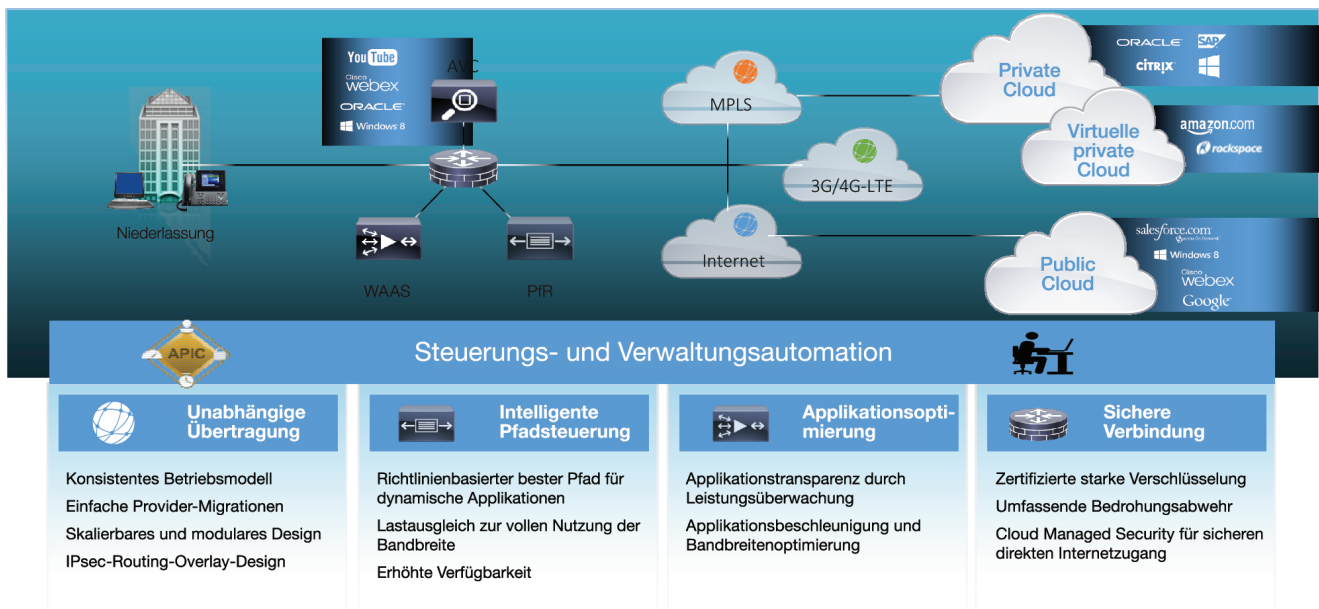 YouTube
Cisco
webex
ORACLE
Windows 8
AVC
Niederlassung
WAAS
PfR
MPLS
3G/4G-LTE
Internet
Private
Cloud
ORACLE
SAP
CITRIX
Virtuelle
private
Cloud
amazon.com
rackspace
Public
Cloud
salesforce.com
Windows 8
Cisco
webex
Google
APIC
Steuerungs- und Verwaltungsautomation
Unabhängige
Übertragung
Konsistentes Betriebsmodell
Einfache Provider-Migrationen
Skalierbares und modulares Design
IPsec-Routing-Overlay-Design
Intelligente
Pfadsteuerung
Richtlinienbasierter bester Pfad für
dynamische Applikationen
Lastausgleich zur vollen Nutzung der
Bandbreite
Erhöhte Verfügbarkeit
Applikationsopti-
mierung
Applikationstransparenz durch
Leistungsüberwachung
Applikationsbeschleunigung und
Bandbreitenoptimierung
Sichere
Verbindung
Zertifizierte starke Verschlüsselung
Umfassende Bedrohungsabwehr
Cloud Managed Security für sicheren
direkten Internetzugang